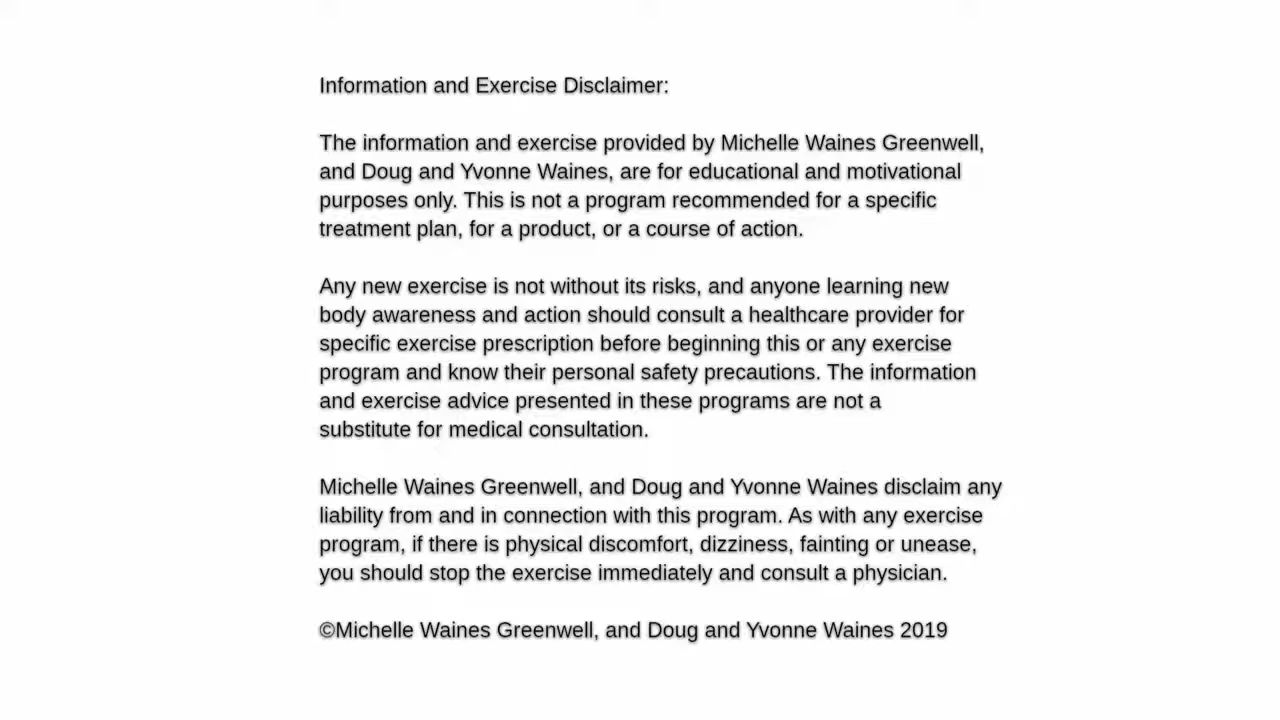 Information and Exercise Disclaimer:
The information and exercise provided by Michelle Waines Greenwell,
and Doug and Yvonne Waines, are for educational and motivational
purposes only. This is not a program recommended for a specific
treatment plan, for a product, or a course of action.
Any new exercise is not without its risks, and anyone learning new
body awareness and action should consult a healthcare provider for
specific exercise prescription before beginning this or any exercise
program and know their personal safety precautions. The information
and exercise advice presented in these programs are not a
substitute for medical consultation.
Michelle Waines Greenwell, and Doug and Yvonne Waines disclaim any
liability from and in connection with this program. As with any exercise
program, if there is physical discomfort, dizziness, fainting or unease,
you should stop the exercise immediately and consult a physician.
©Michelle Waines Greenwell, and Doug and Yvonne Waines 2019